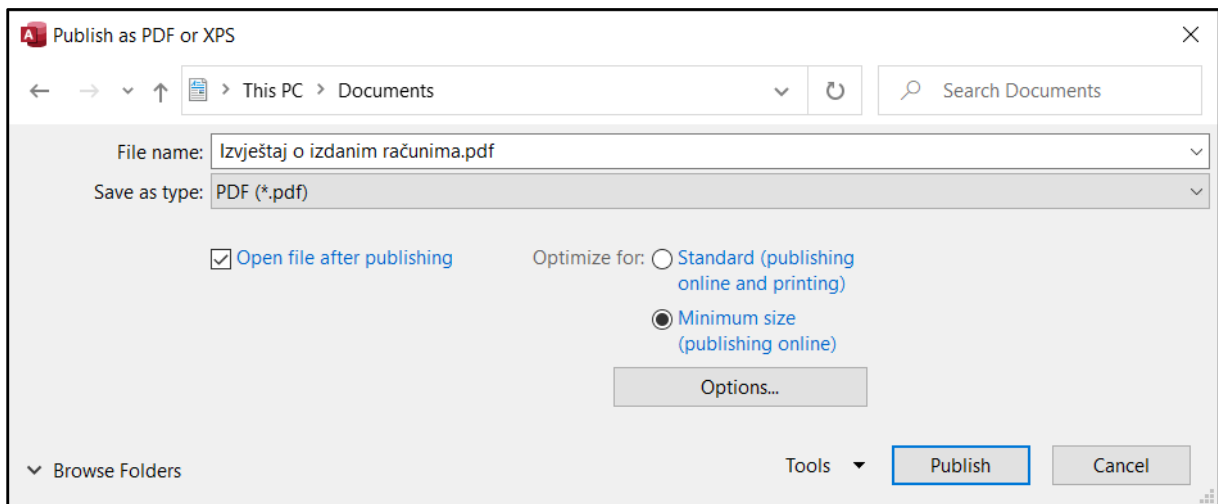 A Publish as PDF or XPS
This PC > Documents
Search Documents
File name: Izvještaj o izdanim računima.pdf
Save as type: PDF (*.pdf)
Open file after publishing
Optimize for: Standard (publishing
online and printing)
Minimum size
(publishing online)
Options...
Browse Folders
Tools
Publish
Cancel